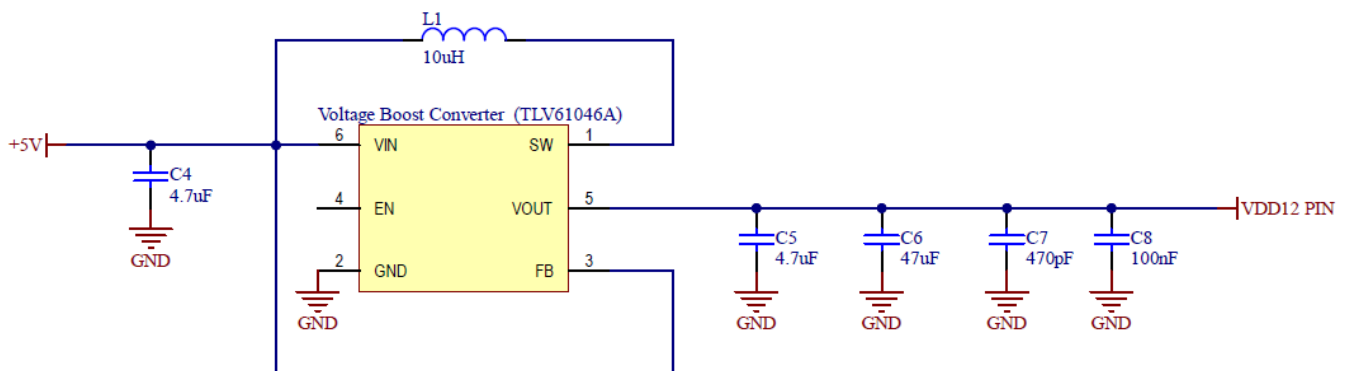 L1
10uH
Voltage Boost Converter (TLV61046A)
+5V
6
VIN
SW
1
C4
4.7uF
GND
4
EN
VOUT
5
VDD12 PIN
2
GND
FB
3
GND
C5
4.7uF
GND
C6
47uF
GND
C7
470pF
GND
C8
100nF
GND